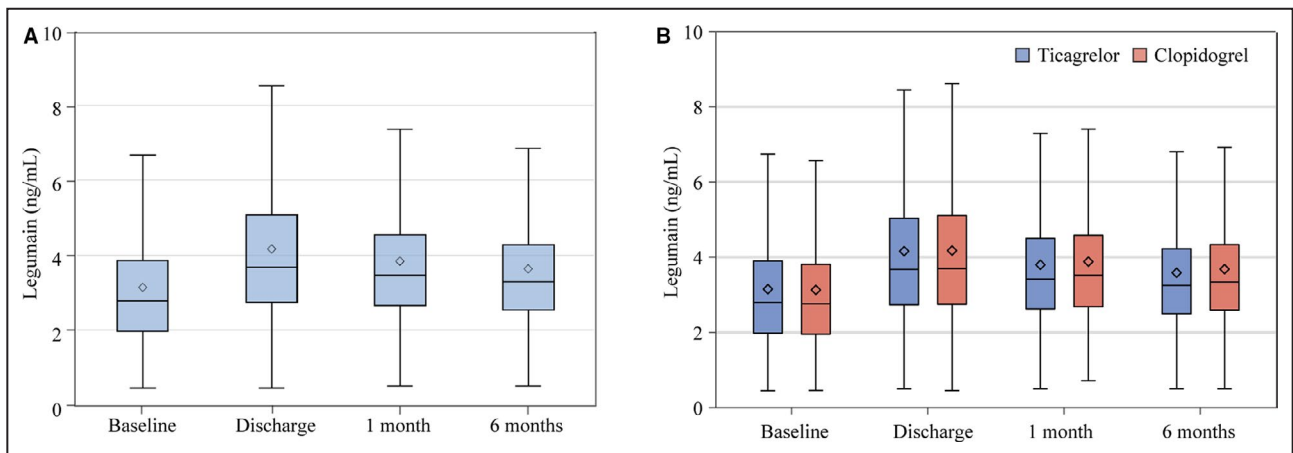 A
Legumain (ng/mL)
10
8
6
4
2
0
Baseline Discharge 1 month 6 months
B
Ticagrelor Clopidogrel
Legumain (ng/mL)
10
8
6
4
2
0
Baseline Discharge 1 month 6 months